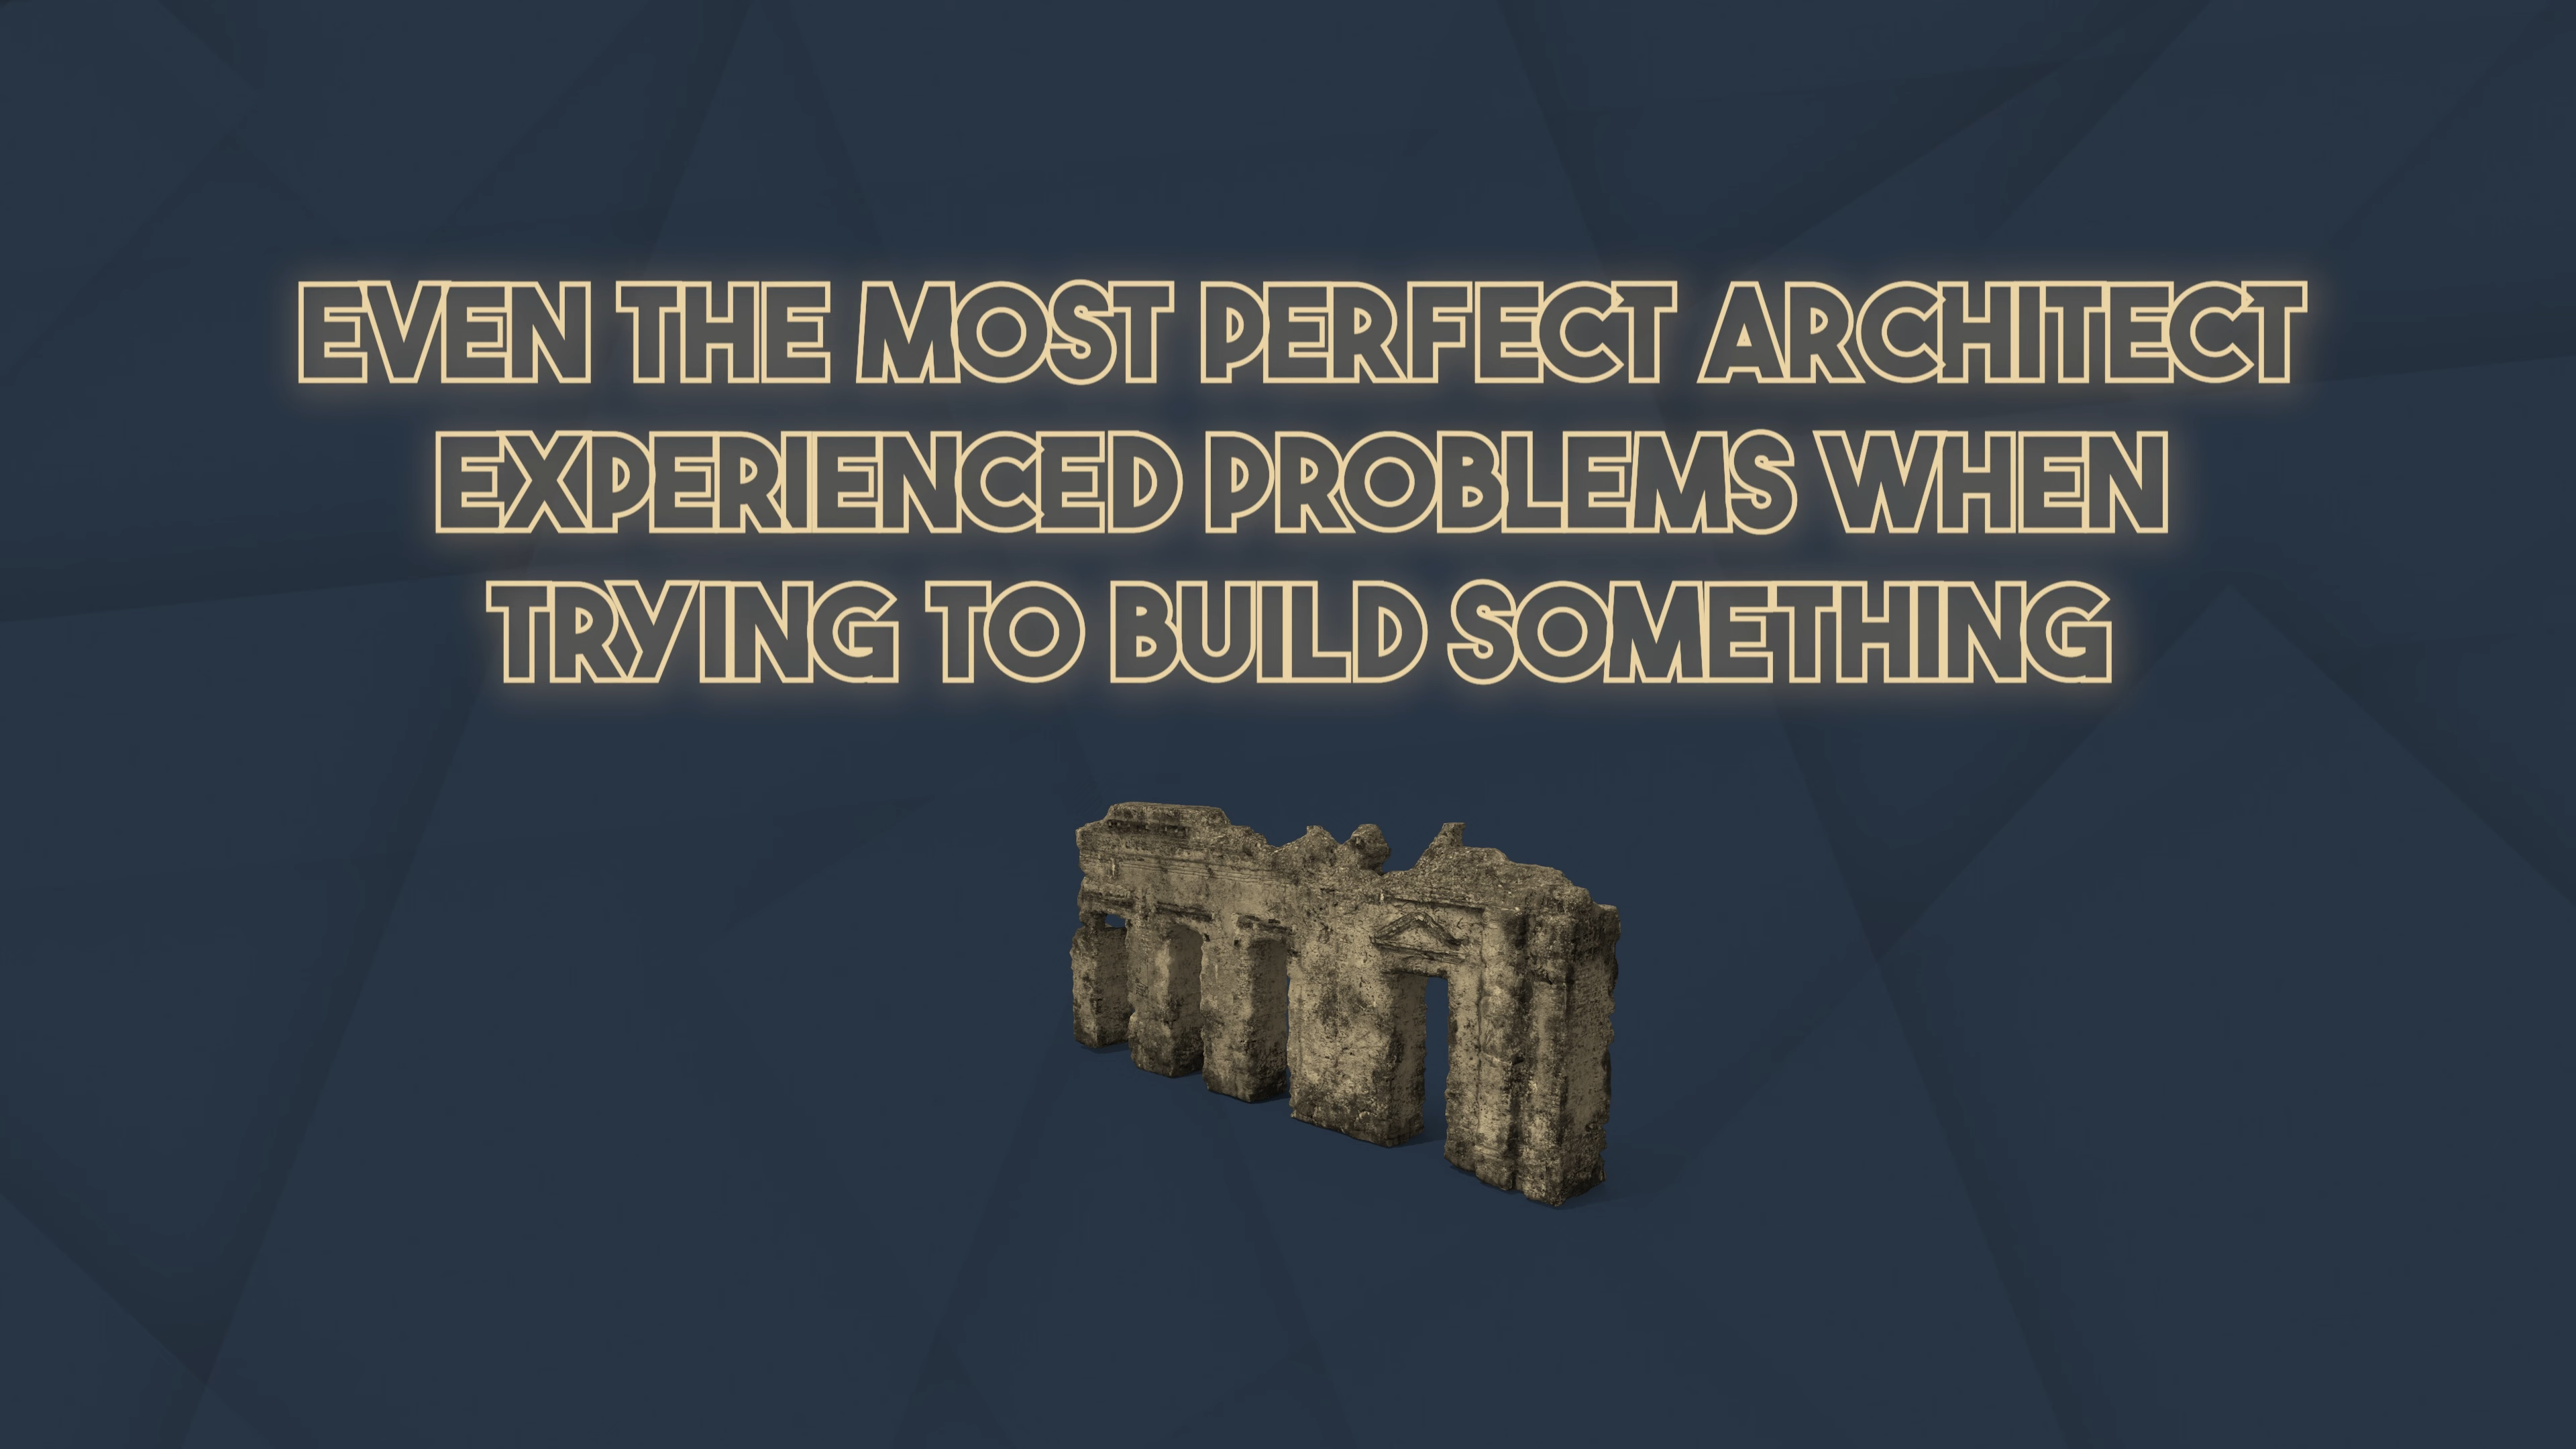 EVEN THE MOST PERFECT ARCHITECT
EXPERIENCED PROBLEMS WHEN
TRYING TO BUILD SOMETHING